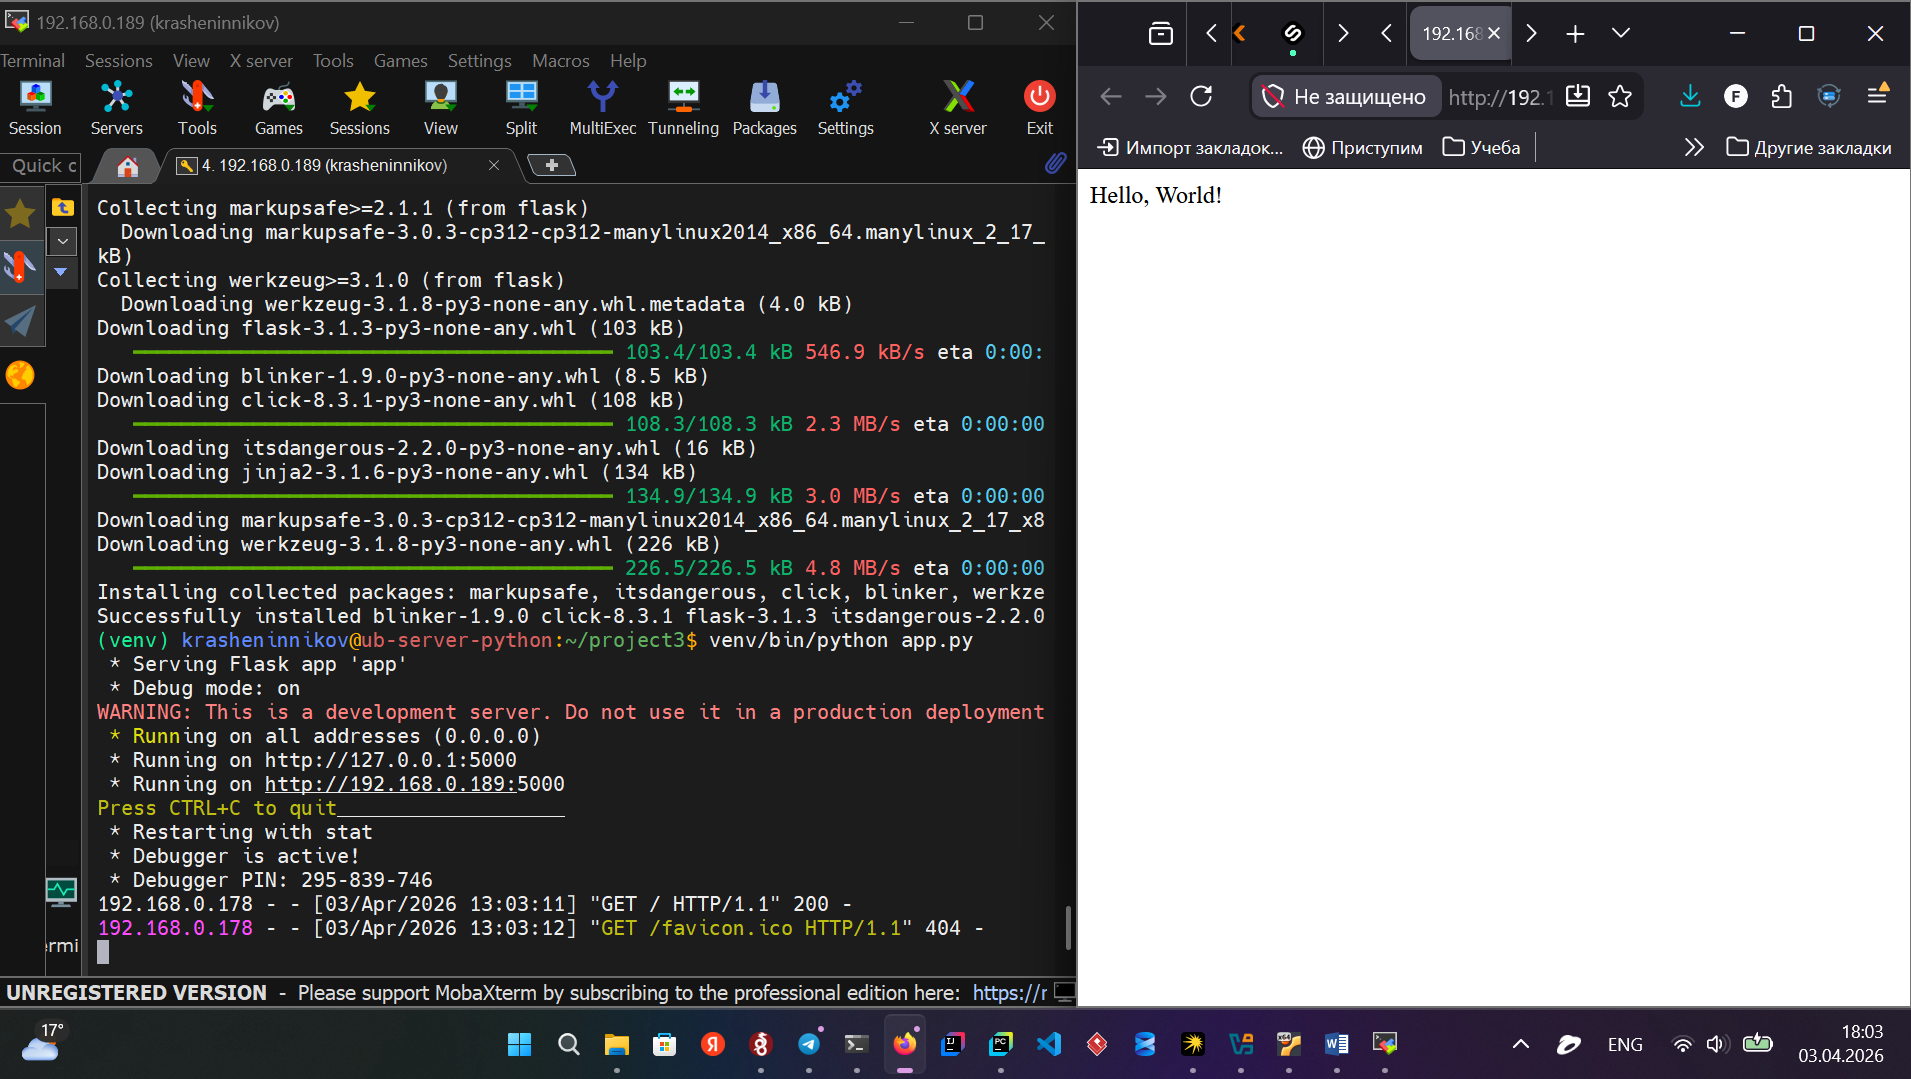 192.168.0.189 (krasheninnikov)
Terminal Sessions View X server Tools Games Settings Macros Help
Session Servers Tools Games Sessions View Split MultiExec Tunneling Packages Settings X server Exit
Quick c
4. 192.168.0.189 (krasheninnikov)
Collecting markupsafe>=2.1.1 (from flask)
  Downloading markupsafe-3.0.3-cp312-cp312-manylinux2014_x86_64.manylinux_2_17_
kB)
Collecting werkzeug>=3.1.0 (from flask)
  Downloading werkzeug-3.1.8-py3-none-any.whl.metadata (4.0 kB)
Downloading flask-3.1.3-py3-none-any.whl (103 kB)
103.4/103.4 kB 546.9 kB/s eta 0:00:
Downloading blinker-1.9.0-py3-none-any.whl (8.5 kB)
Downloading click-8.3.1-py3-none-any.whl (108 kB)
108.3/108.3 kB 2.3 MB/s eta 0:00:00
Downloading itsdangerous-2.2.0-py3-none-any.whl (16 kB)
Downloading jinja2-3.1.6-py3-none-any.whl (134 kB)
134.9/134.9 kB 3.0 MB/s eta 0:00:00
Downloading markupsafe-3.0.3-cp312-cp312-manylinux2014_x86_64.manylinux_2_17_x8
Downloading werkzeug-3.1.8-py3-none-any.whl (226 kB)
226.5/226.5 kB 4.8 MB/s eta 0:00:00
Installing collected packages: markupsafe, itsdangerous, click, blinker, werkze
Successfully installed blinker-1.9.0 click-8.3.1 flask-3.1.3 itsdangerous-2.2.0
(venv) krasheninnikov@ub-server-python:~/project3$ venv/bin/python app.py
 * Serving Flask app 'app'
 * Debug mode: on
WARNING: This is a development server. Do not use it in a production deployment
 * Running on all addresses (0.0.0.0)
 * Running on http://127.0.0.1:5000
 * Running on http://192.168.0.189:5000
Press CTRL+C to quit
 * Restarting with stat
 * Debugger is active!
 * Debugger PIN: 295-839-746
192.168.0.178 - - [03/Apr/2026 13:03:11] "GET / HTTP/1.1" 200 -
192.168.0.178 - - [03/Apr/2026 13:03:12] "GET /favicon.ico HTTP/1.1" 404 -
ermi
UNREGISTERED VERSION - Please support MobaXterm by subscribing to the professional edition here: https://r
192.168
Не защищено http://192.1
Импорт закладок... Приступим Учеба Другие закладки
Hello, World!
17°
ENG
18:03
03.04.2026